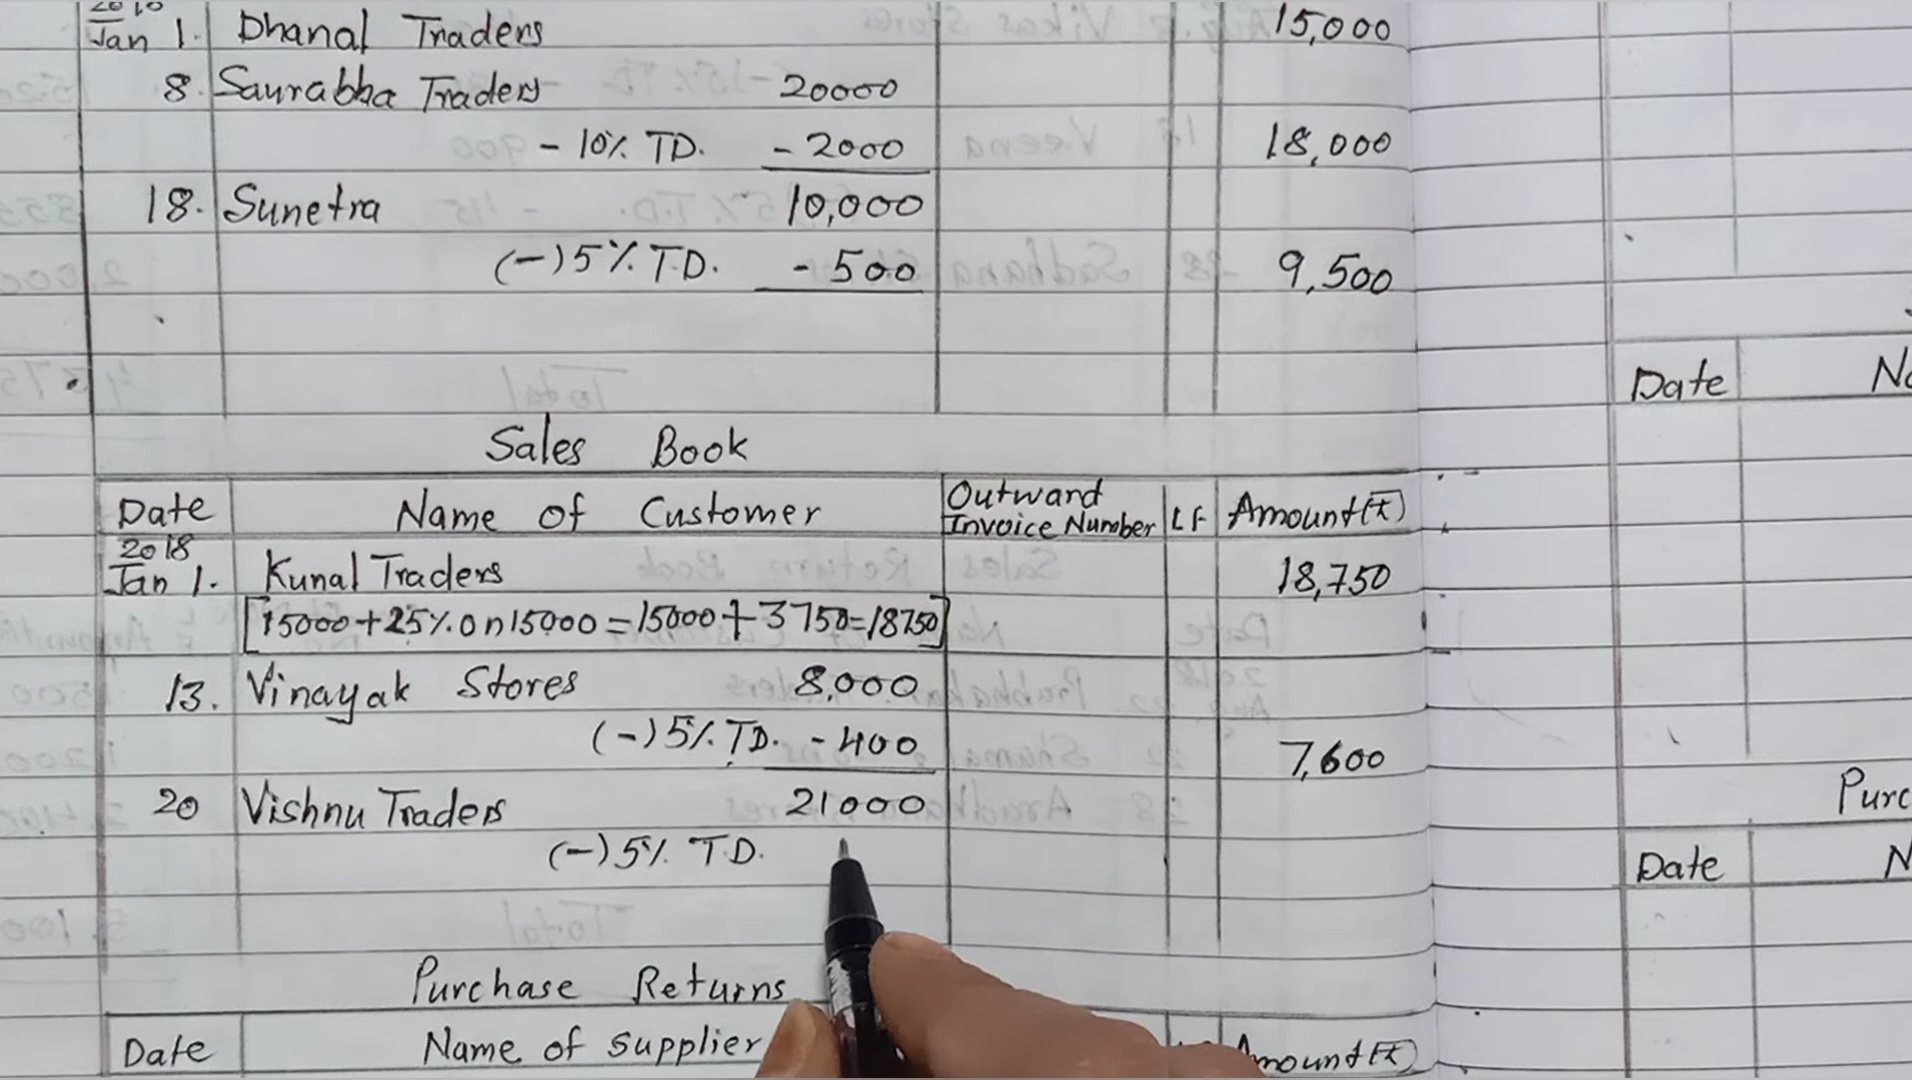 2018
Jan 1. Dhanal Traders 15,000
8. Saurabha Traders 20000
- 10% TD. - 2000 18,000
18. Sunetra 10,000
(-) 5% T.D. - 500 9,500
Sales Book
Date Name of Customer Outward Invoice Number LF Amount(₹)
2018
Jan 1. Kunal Traders 18,750
[15000+25% on 15000=15000+3750=18750]
13. Vinayak Stores 8,000
(-) 5% T.D. - 400 7,600
20 Vishnu Traders 21000
(-) 5% T.D.
Purchase Returns
Date Name of Supplier Amount(₹)
Date
Date